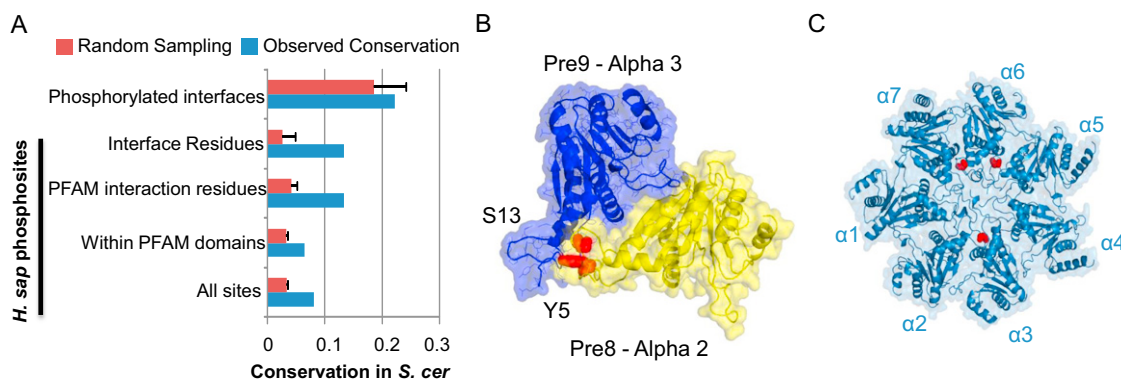 A
Random Sampling
Observed Conservation
Phosphorylated interfaces
Interface Residues
PFAM interaction residues
Within PFAM domains
All sites
H. sap phosphosites
0
0.1
0.2
0.3
Conservation in S. cer
B
Pre9 - Alpha 3
S13
Y5
Pre8 - Alpha 2
C
α6
α7
α5
α1
α4
α2
α3